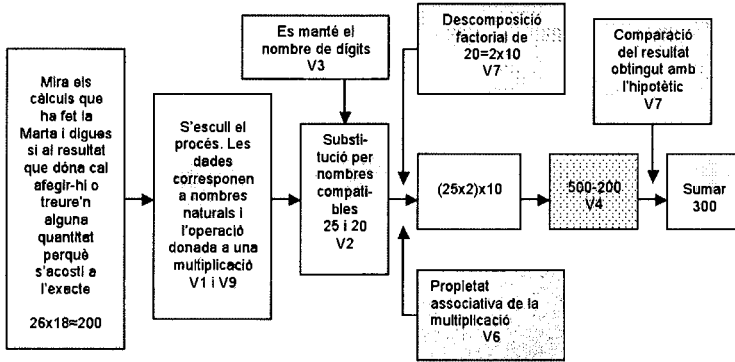 Mira els
càlculs que
ha fet la
Marta i digues
si al resultat
que dóna cal
afegir-hi o
treure'n
alguna
quantitat
perquè
s'acosti a
l'exacte
26x18≈200
S'escull el
procés. Les
dades
corresponen
a nombres
naturals i
l'operació
donada a una
multiplicació
V1 i V9
Es manté el
nombre de dígits
V3
Substi-
tució per
nombres
compati-
bles
25 i 20
V2
Descomposició
factorial de
20=2x10
V7
(25x2)x10
Propietat
associativa de la
multiplicació
V6
500-200
V4
Comparació
del resultat
obtingut amb
l'hipotètic
V7
Sumar
300